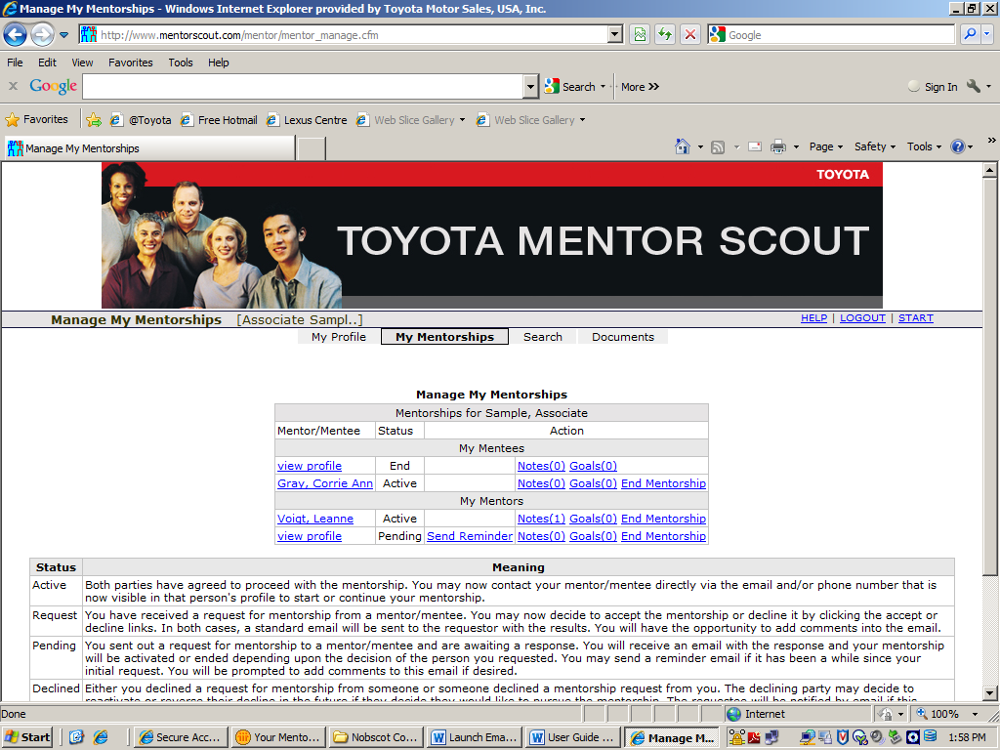 Manage My Mentorships - Windows Internet Explorer provided by Toyota Motor Sales, USA, Inc.
http://www.mentorscout.com/mentor/mentor_manage.cfm
Google
File Edit View Favorites Tools Help
x Google Search More >> Sign In
Favorites @Toyota Free Hotmail Lexus Centre Web Slice Gallery Web Slice Gallery
Manage My Mentorships Page Safety Tools
TOYOTA
TOYOTA MENTOR SCOUT
Manage My Mentorships [Associate Sampl..] HELP | LOGOUT | START
My Profile My Mentorships Search Documents
Manage My Mentorships
Mentorships for Sample, Associate
Mentor/Mentee Status Action
My Mentees
view profile End Notes(0) Goals(0)
Gray, Corrie Ann Active Notes(0) Goals(0) End Mentorship
My Mentors
Voigt, Leanne Active Notes(1) Goals(0) End Mentorship
view profile Pending Send Reminder Notes(0) Goals(0) End Mentorship
Status Meaning
Active Both parties have agreed to proceed with the mentorship. You may now contact your mentor/mentee directly via the email and/or phone number that is
now visible in that person's profile to start or continue your mentorship.
Request You have received a request for mentorship from a mentor/mentee. You may now decide to accept the mentorship or decline it by clicking the accept or
decline links. In both cases, a standard email will be sent to the requestor with the results. You will have the opportunity to add comments into the email.
Pending You sent out a request for mentorship to a mentor/mentee and are awaiting a response. You will receive an email with the response and your mentorship
will be activated or ended depending upon the decision of the person you requested. You may send a reminder email if it has been a while since your
initial request. You will be prompted to add comments to this email if desired.
Declined Either you declined a request for mentorship from someone or someone declined a mentorship request from you. The declining party may decide to
reactivate or reverse their decline in the future if they decide they would like to pursue the mentorship. The requestee will be notified by email if this
Done Internet 100%
Start Secure Acc... Your Mento... Nobscot Co... Launch Ema... User Guide ... Manage M... 1:58 PM